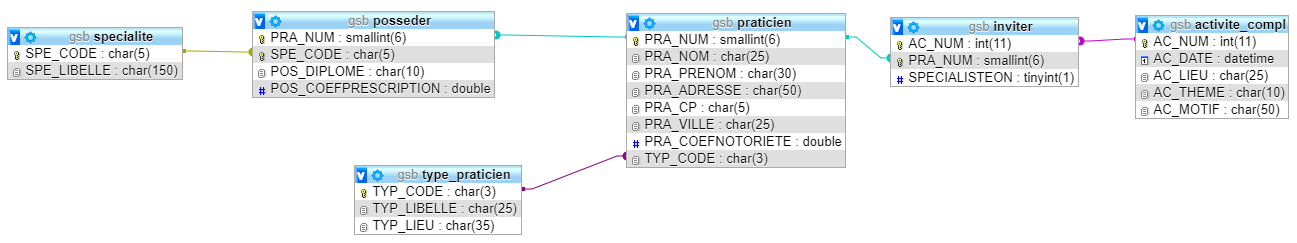 gsb specialite
SPE_CODE : char(5)
SPE_LIBELLE : char(150)
gsb posseder
PRA_NUM : smallint(6)
SPE_CODE : char(5)
POS_DIPLOME : char(10)
POS_COEFPRESCRIPTION : double
gsb type_praticien
TYP_CODE : char(3)
TYP_LIBELLE : char(25)
TYP_LIEU : char(35)
gsb praticien
PRA_NUM : smallint(6)
PRA_NOM : char(25)
PRA_PRENOM : char(30)
PRA_ADRESSE : char(50)
PRA_CP : char(5)
PRA_VILLE : char(25)
PRA_COEFNOTORIETE : double
TYP_CODE : char(3)
gsb inviter
AC_NUM : int(11)
PRA_NUM : smallint(6)
SPECIALISTEON : tinyint(1)
gsb activite_compl
AC_NUM : int(11)
AC_DATE : datetime
AC_LIEU : char(25)
AC_THEME : char(10)
AC_MOTIF : char(50)